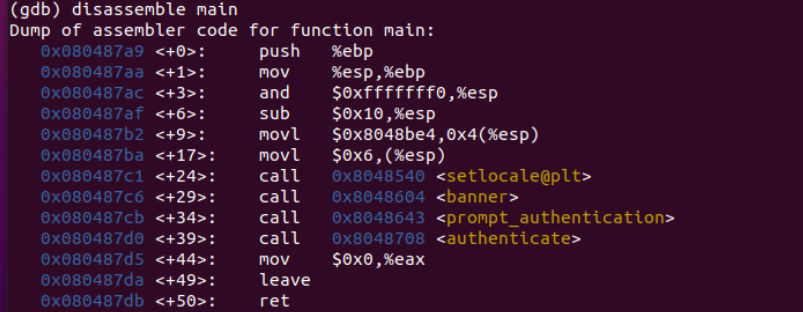 (gdb) disassemble main
Dump of assembler code for function main:
   0x080487a9 <+0>:     push   %ebp
   0x080487aa <+1>:     mov    %esp,%ebp
   0x080487ac <+3>:     and    $0xfffffff0,%esp
   0x080487af <+6>:     sub    $0x10,%esp
   0x080487b2 <+9>:     movl   $0x8048be4,0x4(%esp)
   0x080487ba <+17>:    movl   $0x6,(%esp)
   0x080487c1 <+24>:    call   0x8048540 <setlocale@plt>
   0x080487c6 <+29>:    call   0x8048604 <banner>
   0x080487cb <+34>:    call   0x8048643 <prompt_authentication>
   0x080487d0 <+39>:    call   0x8048708 <authenticate>
   0x080487d5 <+44>:    mov    $0x0,%eax
   0x080487da <+49>:    leave
   0x080487db <+50>:    ret